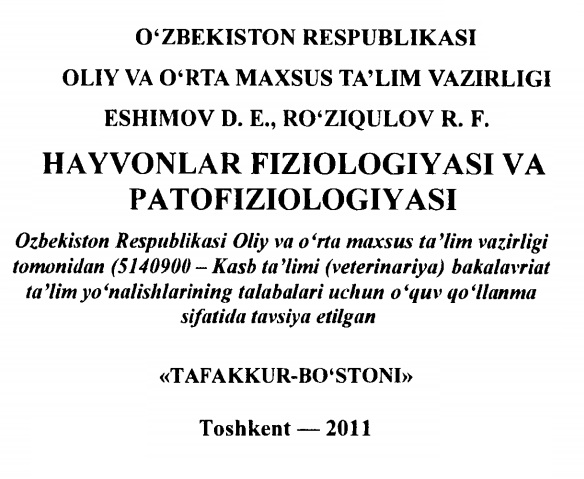 O‘ZBEKISTON RESPUBLIKASI
OLIY VA O‘RTA MAXSUS TA’LIM VAZIRLIGI
ESHIMOV D. E., RO‘ZIQULOV R. F.
HAYVONLAR FIZIOLOGIYASI VA
PATOFIZIOLOGIYASI
Ozbekiston Respublikasi Oliy va o‘rta maxsus ta’lim vazirligi
tomonidan (5140900 – Kasb ta’limi (veterinariya) bakalavriat
ta’lim yo‘nalishlarining talabalari uchun o‘quv qo‘llanma
sifatida tavsiya etilgan
«TAFAKKUR-BO‘STONI»
Toshkent — 2011